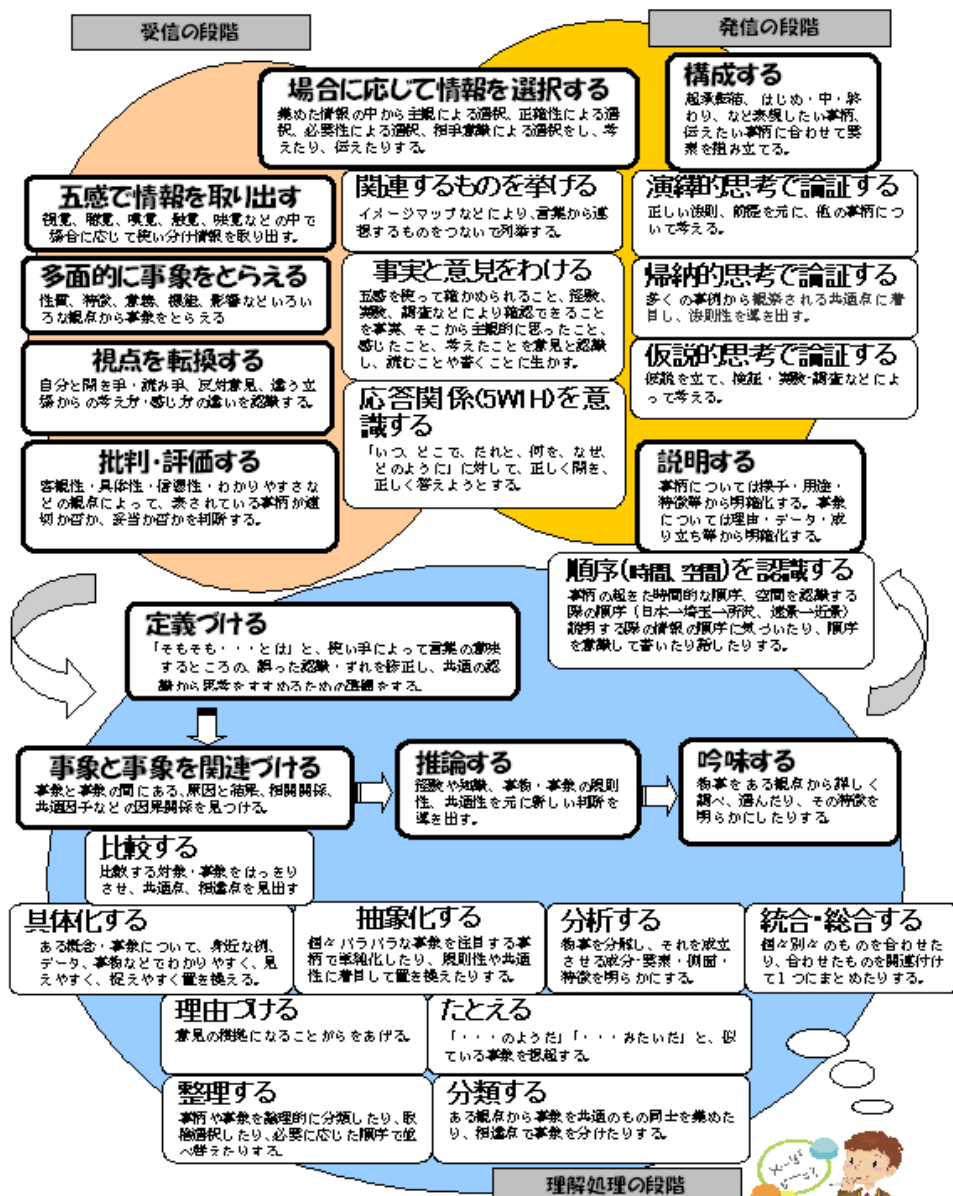 受信の段階
発信の段階
場合に応じて情報を選択する
集めた情報の中から主観による選択、正確性による選
択、必要性による選択、相手意識による選択をし、考
えたり、伝えたりする。
構成する
起承転結、はじめ・中・終
わり、など表現したい事柄、
伝えたい事柄に合わせて要
素を組み立てる。
五感で情報を取り出す
視覚、聴覚、嗅覚、触覚、味覚などの中で
場合に応じて使い分け情報を取り出す。
関連するものを挙げる
イメージマップなどにより、言葉から連
想するものをつないで列挙する。
演繹的思考で論証する
正しい法則、前提を元に、他の事柄につ
いて考える。
多面的に事象をとらえる
性質、特徴、意義、機能、影響などいろい
ろな観点から事象をとらえる
事実と意見をわける
五感を使って確かめられること、経験、
実験、調査などにより確認できること
を事実、そこから主観的に思ったこと、
感じたこと、考えたことを意見と認識
し、読むことや書くことに生かす。
帰納的思考で論証する
多くの事例から観察される共通点に着
目し、法則性を導き出す。
視点を転換する
自分と聞き手・読み手、反対意見、違う立
場からの考え方・感じ方の違いを認識する。
仮説的思考で論証する
仮説を立て、検証・実験・調査などによ
って考える。
応答関係(5W1H)を意
識する
「いつ、どこで、だれと、何を、なぜ、
どのように」に対して、正しく聞き、
正しく答えようとする。
批判・評価する
客観性・具体性・信憑性・わかりやすさな
どの観点によって、表されている事柄が適
切か否か、妥当か否かを判断する。
説明する
事柄については様子・用途・
特徴等から明確化する。事象
については理由・データ・成
り立ち等から明確化する。
順序(時間、空間)を認識する
事柄の起きた時間的な順序、空間を認識する
際の順序（日本→埼玉→所沢、遠景→近景）
説明する際の情報の順序に気づいたり、順序
を意識して書いたり話したりする。
定義づける
「そもそも・・・とは」と、使い手によって言葉の意味
するところの、誤った認識・ずれを修正し、共通の認
識から思考をすすめるための準備をする。
事象と事象を関連づける
事象と事象の間にある、原因と結果、相関関係、
共通因子などの因果関係を見つける。
推論する
経験や知識、事物・事象の規則
性、共通性を元に新しい判断を
導き出す。
吟味する
物事をある観点から詳しく
調べ、選んだり、その特徴を
明らかにしたりする。
比較する
比較する対象・事象をはっきり
させ、共通点、相違点を見出す
具体化する
ある概念・事象について、身近な例、
データ、事物などでわかりやすく、見
えやすく、捉えやすく置き換える。
抽象化する
個々バラバラな事象を注目する事
柄で単純化したり、規則性や共通
性に着目して置き換えたりする。
分析する
物事を分解し、それを成立
させる成分・要素・側面・
特徴を明らかにする。
統合・総合する
個々別々のものを合わせた
り、合わせたものを関連付け
て1つにまとめたりする。
理由づける
意見の根拠になることがらをあげる。
たとえる
「・・・のようだ」「・・・みたいだ」と、似
ている事象を想起する。
整理する
事柄や事象を論理的に分類したり、取
捨選択したり、必要に応じた順序で並
べ替えたりする。
分類する
ある観点から事象を共通のもの同士を集めた
り、相違点で事象を分けたりする。
理解処理の段階